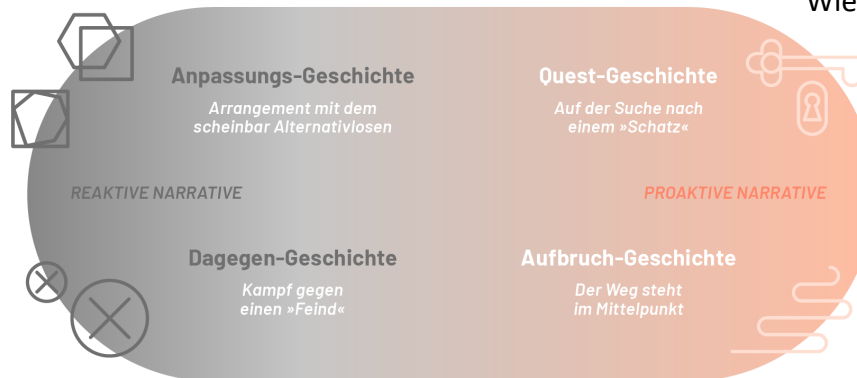 Wie
Anpassungs-Geschichte
Arrangement mit dem
scheinbar Alternativlosen
Quest-Geschichte
Auf der Suche nach
einem »Schatz«
REAKTIVE NARRATIVE
PROAKTIVE NARRATIVE
Dagegen-Geschichte
Kampf gegen
einen »Feind«
Aufbruch-Geschichte
Der Weg steht
im Mittelpunkt